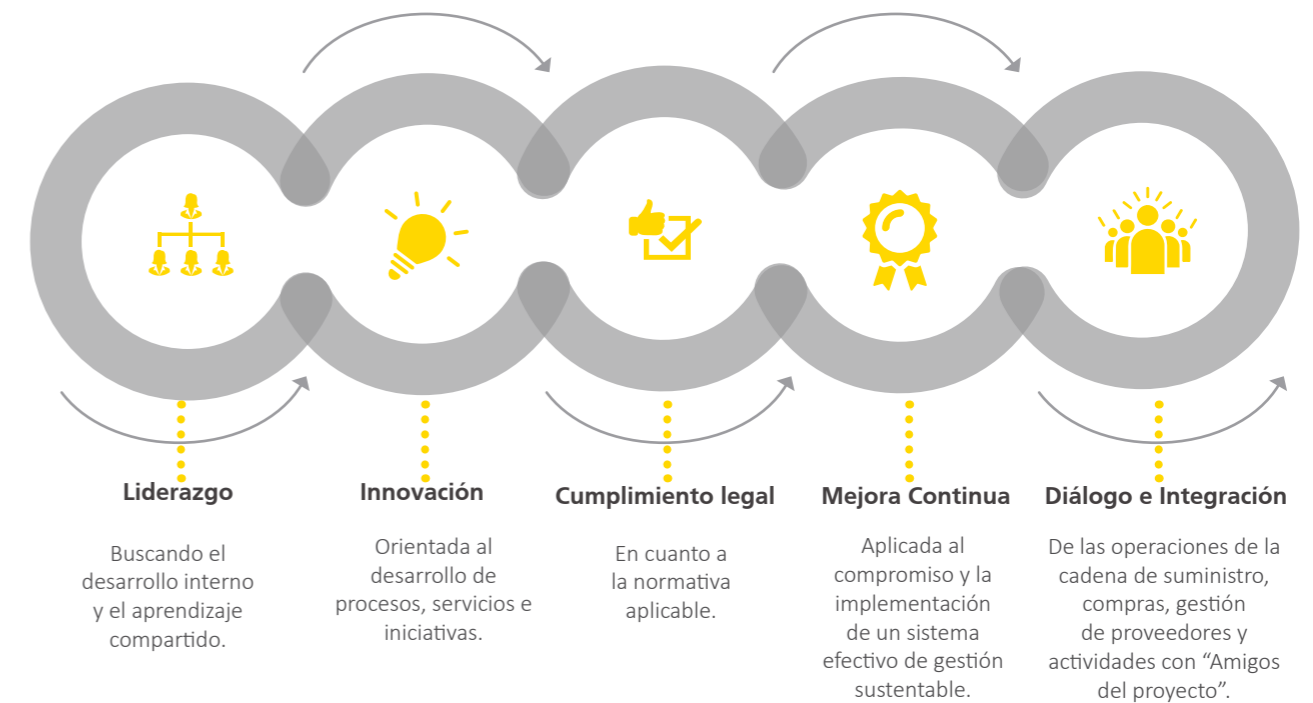 Liderazgo
Buscando el
desarrollo interno
y el aprendizaje
compartido.
Innovación
Orientada al
desarrollo de
procesos, servicios e
iniciativas.
Cumplimiento legal
En cuanto a
la normativa
aplicable.
Mejora Continua
Aplicada al
compromiso y la
implementación
de un sistema
efectivo de gestión
sustentable.
Diálogo e Integración
De las operaciones de la
cadena de suministro,
compras, gestión
de proveedores y
actividades con “Amigos
del proyecto”.